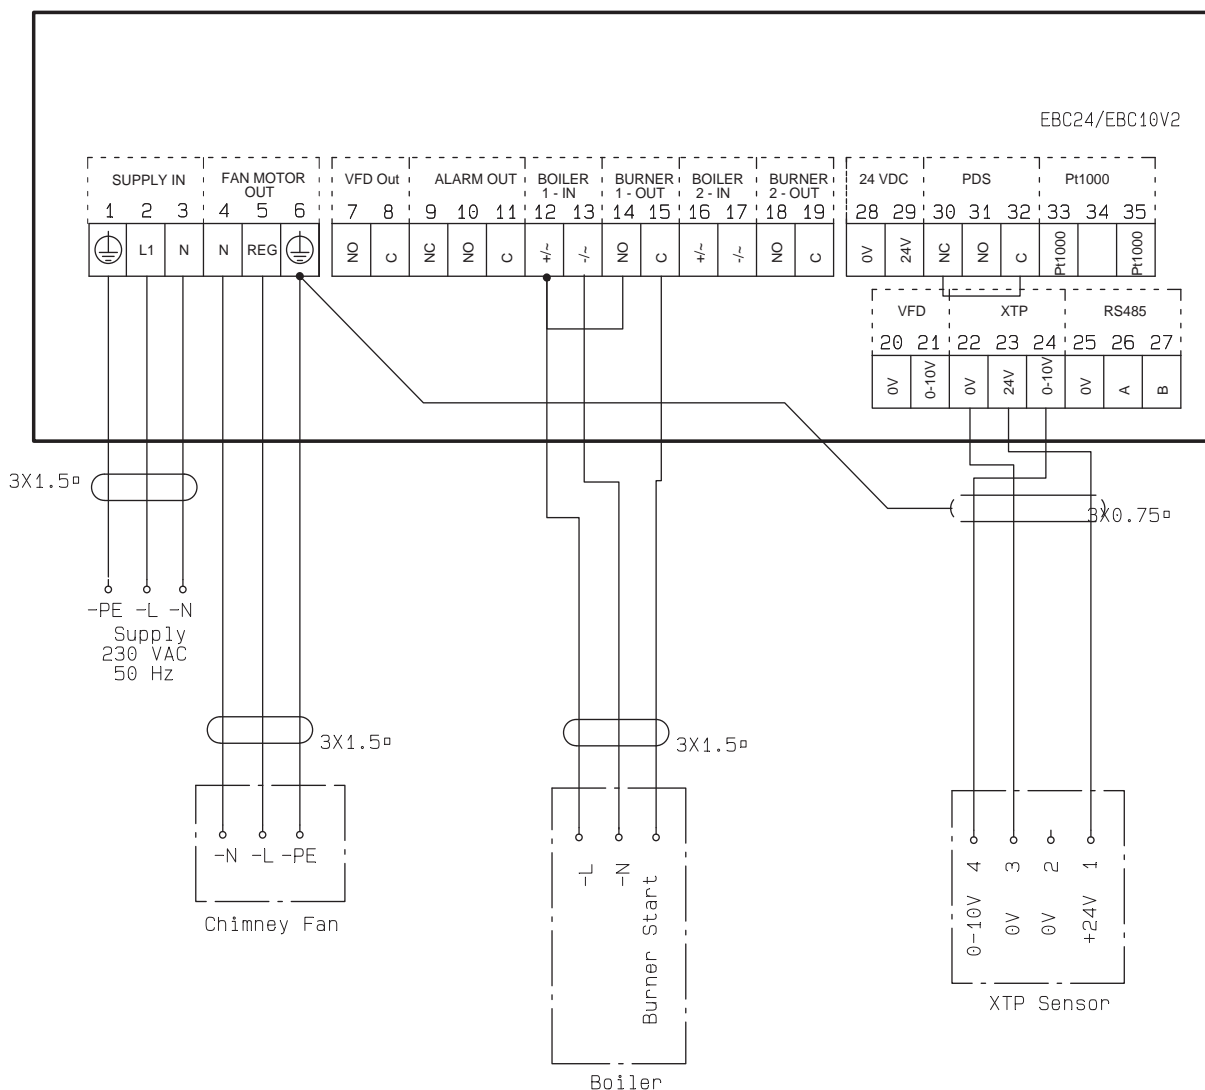 EBC24/EBC10V2
SUPPLY IN
FAN MOTOR
OUT
VFD Out
ALARM OUT
BOILER
1 - IN
BURNER
1 - OUT
BOILER
2 - IN
BURNER
2 - OUT
24 VDC
PDS
Pt1000
1 2 3 4 5 6 7 8 9 10 11 12 13 14 15 16 17 18 19 28 29 30 31 32 33 34 35
L1 N N REG NO C NC NO C +/~ -/~ NO C +/~ -/~ NO C 0V 24V NC NO C Pt1000 Pt1000
VFD
XTP
RS485
20 21 22 23 24 25 26 27
0V 0-10V 0V 24V 0-10V 0V A B
3X1.5▫
3X0.75▫
-PE -L -N
Supply
230 VAC
50 Hz
3X1.5▫
3X1.5▫
-N -L -PE
Chimney Fan
-L
-N
Burner Start
Boiler
4 3 2 1
0-10V 0V 0V +24V
XTP Sensor